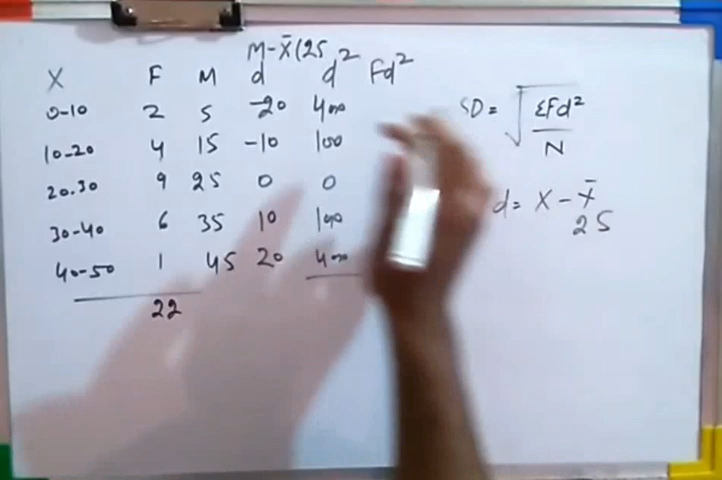 M-x̄(25
X F M d d² Fd²
0-10 2 5 -20 400
10-20 4 15 -10 100
20-30 9 25 0 0
30-40 6 35 10 100
40-50 1 45 20 400
22
SD = √ΣFd²/N
d = X - x̄
25